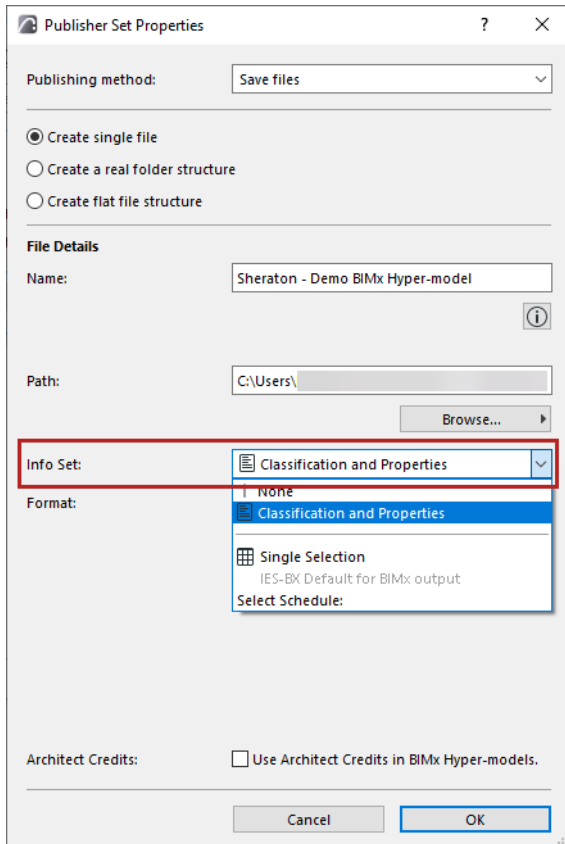 Publisher Set Properties
?
Publishing method:
Save files
Create single file
Create a real folder structure
Create flat file structure
File Details
Name:
Sheraton - Demo BIMx Hyper-model
Path:
C:\Users\
Browse...
Info Set:
Classification and Properties
Format:
None
Classification and Properties
Single Selection
IES-BX Default for BIMx output
Select Schedule:
Architect Credits:
Use Architect Credits in BIMx Hyper-models.
Cancel
OK